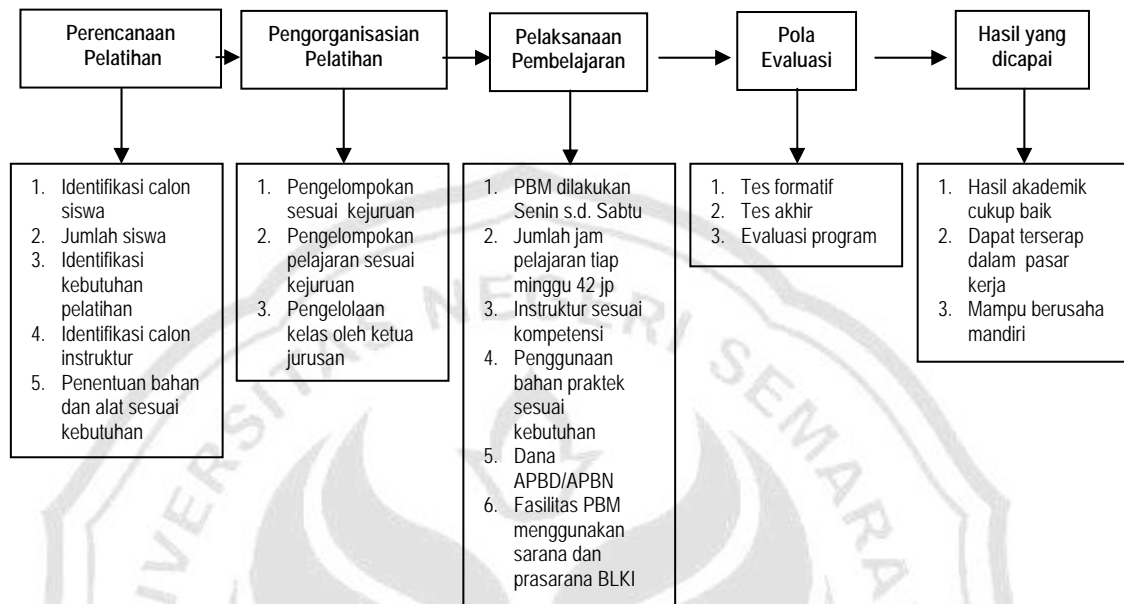 Perencanaan
Pelatihan
Pengorganisasian
Pelatihan
Pelaksanaan
Pembelajaran
Pola
Evaluasi
Hasil yang
dicapai
1. Identifikasi calon
siswa
2. Jumlah siswa
3. Identifikasi
kebutuhan
pelatihan
4. Identifikasi calon
instruktur
5. Penentuan bahan
dan alat sesuai
kebutuhan
1. Pengelompokan
sesuai kejuruan
2. Pengelompokan
pelajaran sesuai
kejuruan
3. Pengelolaan
kelas oleh ketua
jurusan
1. PBM dilakukan
Senin s.d. Sabtu
2. Jumlah jam
pelajaran tiap
minggu 42 jp
3. Instruktur sesuai
kompetensi
4. Penggunaan
bahan praktek
sesuai
kebutuhan
5. Dana
APBD/APBN
6. Fasilitas PBM
menggunakan
sarana dan
prasarana BLKI
1. Tes formatif
2. Tes akhir
3. Evaluasi program
1. Hasil akademik
cukup baik
2. Dapat terserap
dalam pasar
kerja
3. Mampu berusaha
mandiri
UNIVERSITAS NEGERI SEMARANG